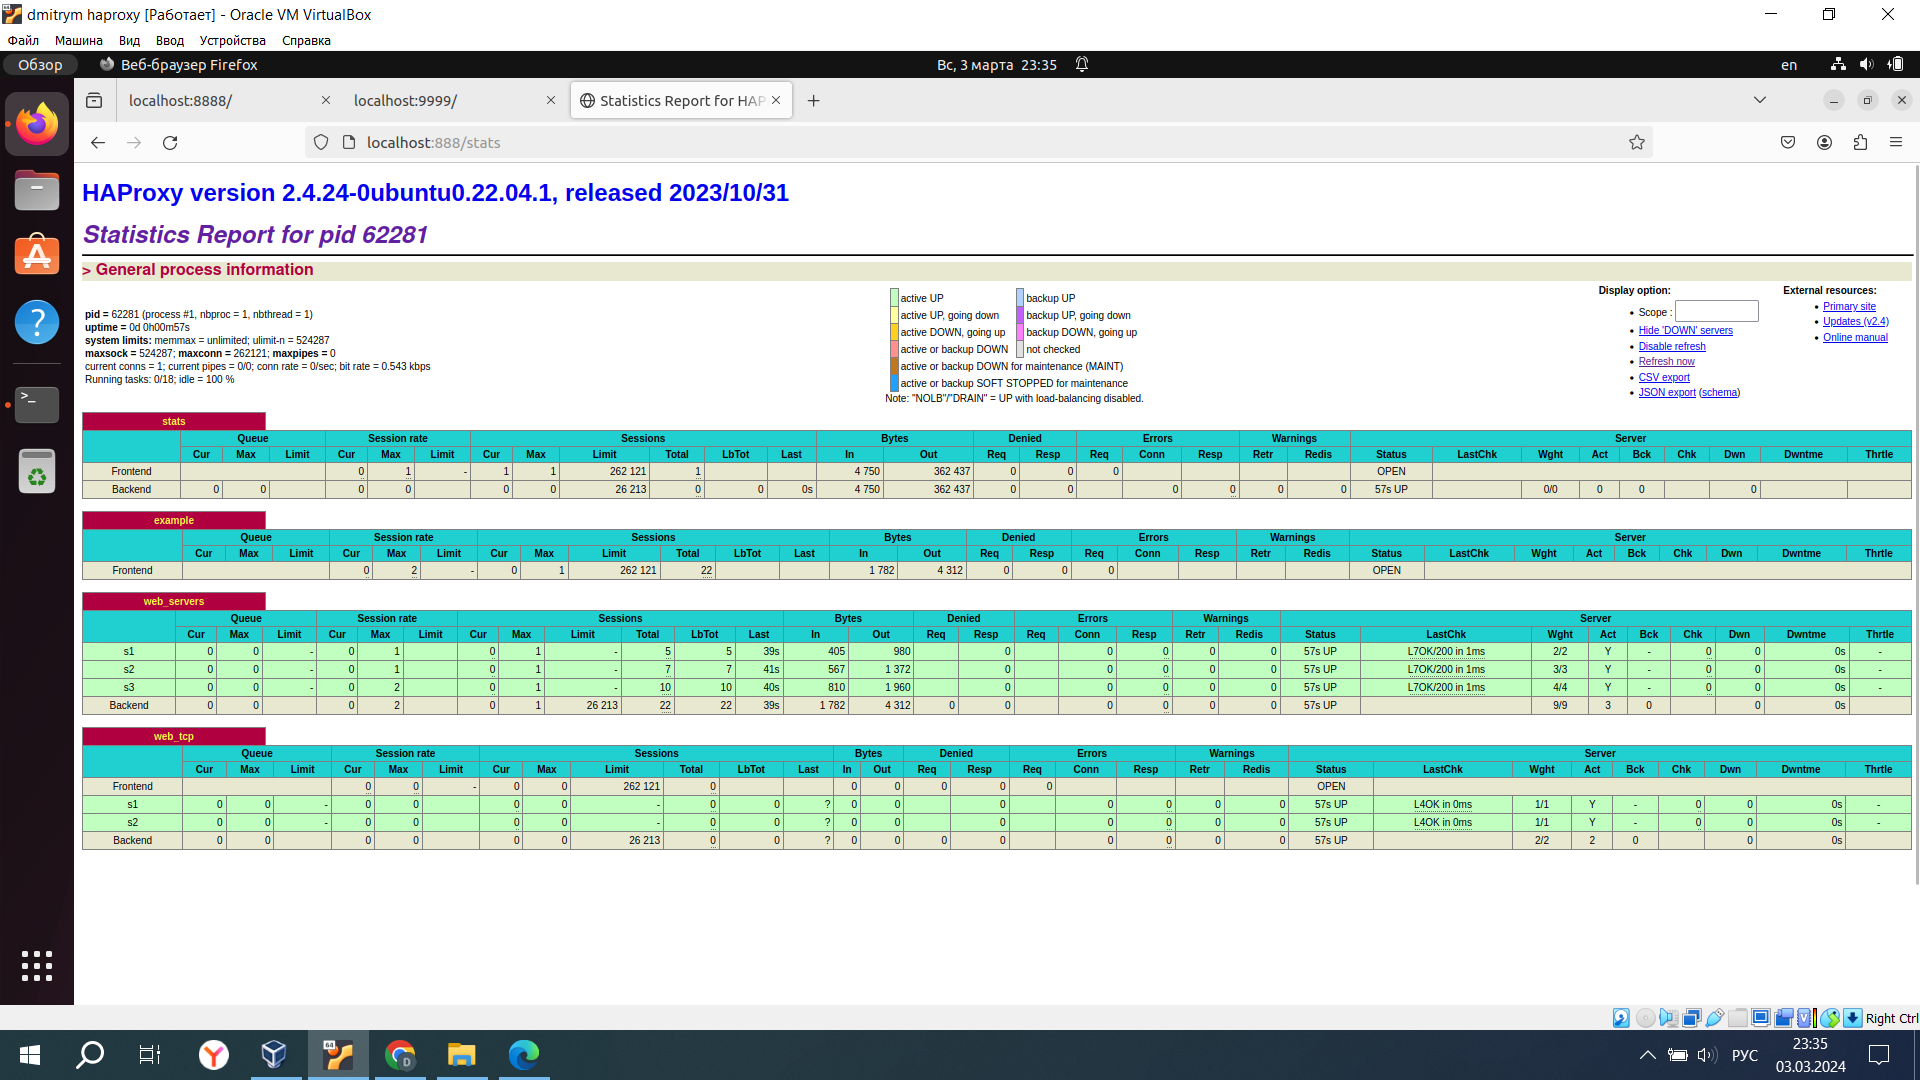 dmitrym haproxy [Работает] - Oracle VM VirtualBox
Файл Машина Вид Ввод Устройства Справка
Обзор Веб-браузер Firefox Вс, 3 марта 23:35 en
localhost:8888/ localhost:9999/ Statistics Report for HAP
localhost:888/stats
HAProxy version 2.4.24-0ubuntu0.22.04.1, released 2023/10/31
Statistics Report for pid 62281
> General process information
pid = 62281 (process #1, nbproc = 1, nbthread = 1)
uptime = 0d 0h00m57s
system limits: memmax = unlimited; ulimit-n = 524287
maxsock = 524287; maxconn = 262121; maxpipes = 0
current conns = 1; current pipes = 0/0; conn rate = 0/sec; bit rate = 0.543 kbps
Running tasks: 0/18; idle = 100 %
active UP backup UP
active UP, going down backup UP, going down
active DOWN, going up backup DOWN, going up
active or backup DOWN not checked
active or backup DOWN for maintenance (MAINT)
active or backup SOFT STOPPED for maintenance
Note: "NOLB"/"DRAIN" = UP with load-balancing disabled.
Display option:
Scope :
Hide 'DOWN' servers
Disable refresh
Refresh now
CSV export
JSON export (schema)
External resources:
Primary site
Updates (v2.4)
Online manual
stats
Queue Session rate Sessions Bytes Denied Errors Warnings Server
Cur Max Limit Cur Max Limit Cur Max Limit Total LbTot Last In Out Req Resp Req Conn Resp Retr Redis Status LastChk Wght Act Bck Chk Dwn Dwntme Thrtle
Frontend 0 1 - 1 1 262 121 1 4 750 362 437 0 0 0 OPEN
Backend 0 0 0 0 0 0 26 213 0 0 0s 4 750 362 437 0 0 0 0 0 0 57s UP 0/0 0 0 0
example
Queue Session rate Sessions Bytes Denied Errors Warnings Server
Cur Max Limit Cur Max Limit Cur Max Limit Total LbTot Last In Out Req Resp Req Conn Resp Retr Redis Status LastChk Wght Act Bck Chk Dwn Dwntme Thrtle
Frontend 0 2 - 0 1 262 121 22 1 782 4 312 0 0 0 OPEN
web_servers
Queue Session rate Sessions Bytes Denied Errors Warnings Server
Cur Max Limit Cur Max Limit Cur Max Limit Total LbTot Last In Out Req Resp Req Conn Resp Retr Redis Status LastChk Wght Act Bck Chk Dwn Dwntme Thrtle
s1 0 0 - 0 1 0 1 - 5 5 39s 405 980 0 0 0 0 0 57s UP L7OK/200 in 1ms 2/2 Y - 0 0 0s -
s2 0 0 - 0 1 0 1 - 7 7 41s 567 1 372 0 0 0 0 0 57s UP L7OK/200 in 1ms 3/3 Y - 0 0 0s -
s3 0 0 - 0 2 0 1 - 10 10 40s 810 1 960 0 0 0 0 0 57s UP L7OK/200 in 1ms 4/4 Y - 0 0 0s -
Backend 0 0 0 2 0 1 26 213 22 22 39s 1 782 4 312 0 0 0 0 0 0 57s UP 9/9 3 0 0 0s
web_tcp
Queue Session rate Sessions Bytes Denied Errors Warnings Server
Cur Max Limit Cur Max Limit Cur Max Limit Total LbTot Last In Out Req Resp Req Conn Resp Retr Redis Status LastChk Wght Act Bck Chk Dwn Dwntme Thrtle
Frontend 0 0 - 0 0 262 121 0 0 0 0 0 0 OPEN
s1 0 0 - 0 0 0 0 - 0 0 ? 0 0 0 0 0 0 0 57s UP L4OK in 0ms 1/1 Y - 0 0 0s -
s2 0 0 - 0 0 0 0 - 0 0 ? 0 0 0 0 0 0 0 57s UP L4OK in 0ms 1/1 Y - 0 0 0s -
Backend 0 0 0 0 0 0 26 213 0 0 ? 0 0 0 0 0 0 0 0 57s UP 2/2 2 0 0 0s
Right Ctrl
РУС 23:35
03.03.2024